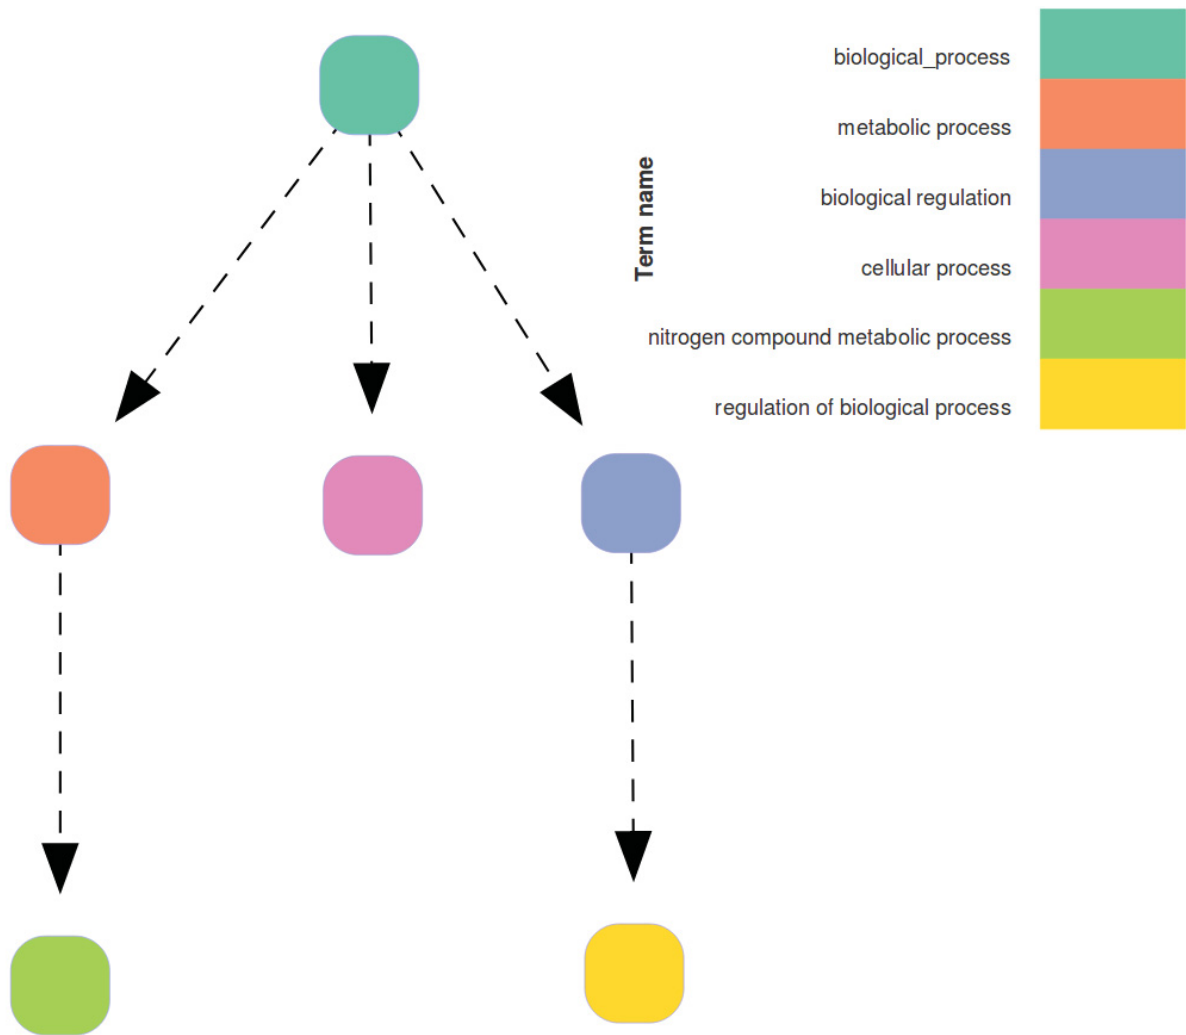 biological_process
metabolic process
biological regulation
Term name
cellular process
nitrogen compound metabolic process
regulation of biological process